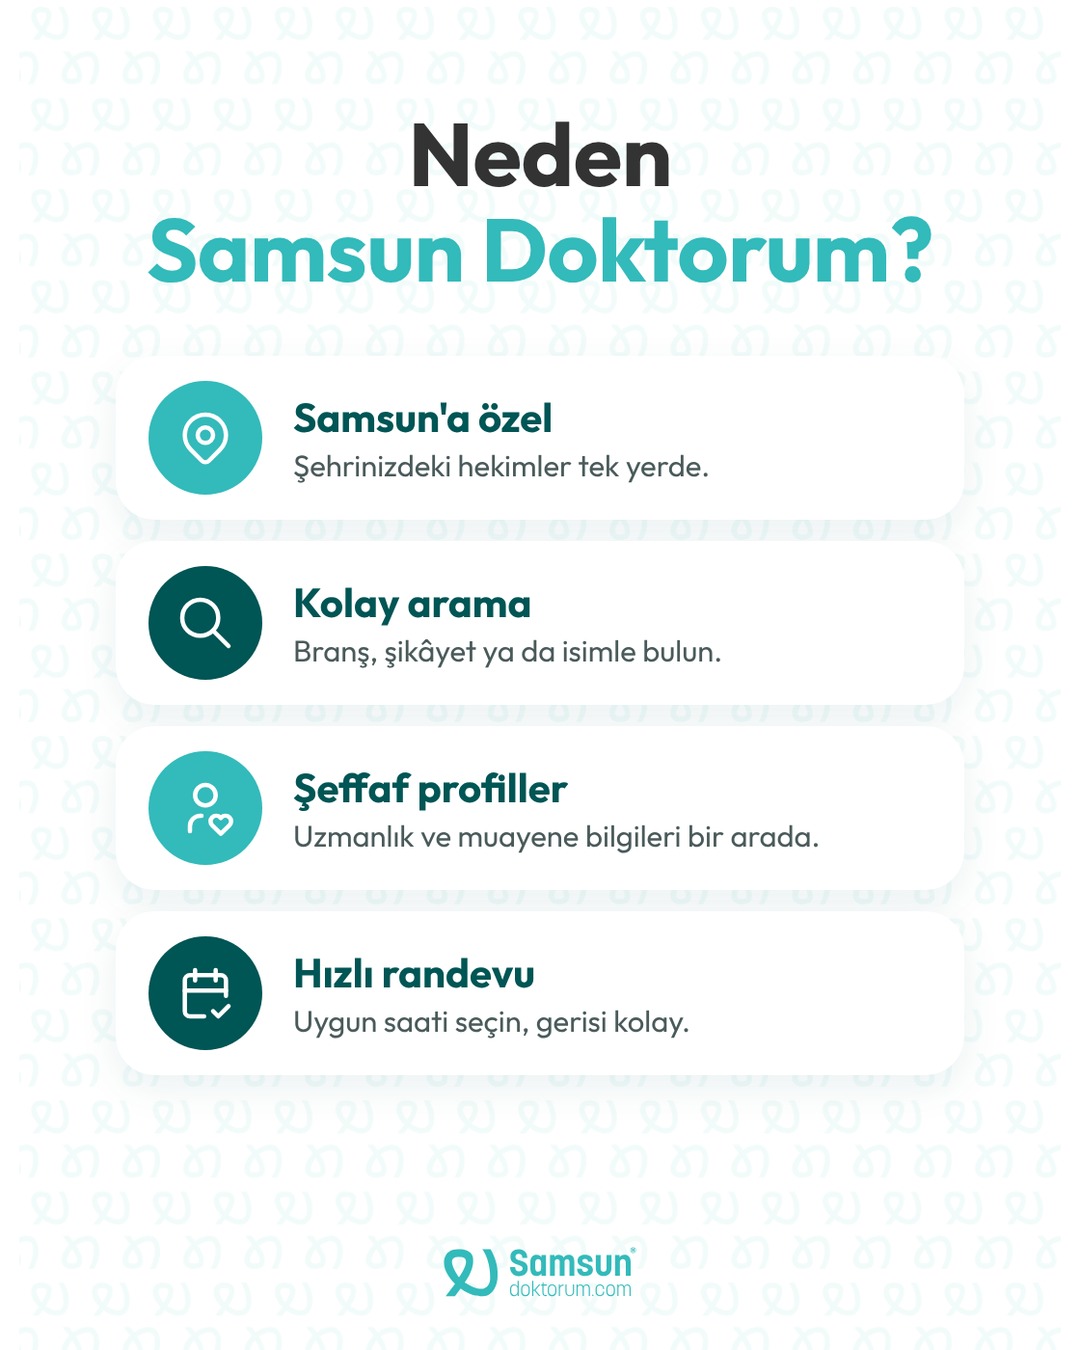 Neden
Samsun Doktorum?
Samsun'a özel
Şehrinizdeki hekimler tek yerde.
Kolay arama
Branş, şikâyet ya da isimle bulun.
Şeffaf profiller
Uzmanlık ve muayene bilgileri bir arada.
Hızlı randevu
Uygun saati seçin, gerisi kolay.
Samsun®
doktorum.com